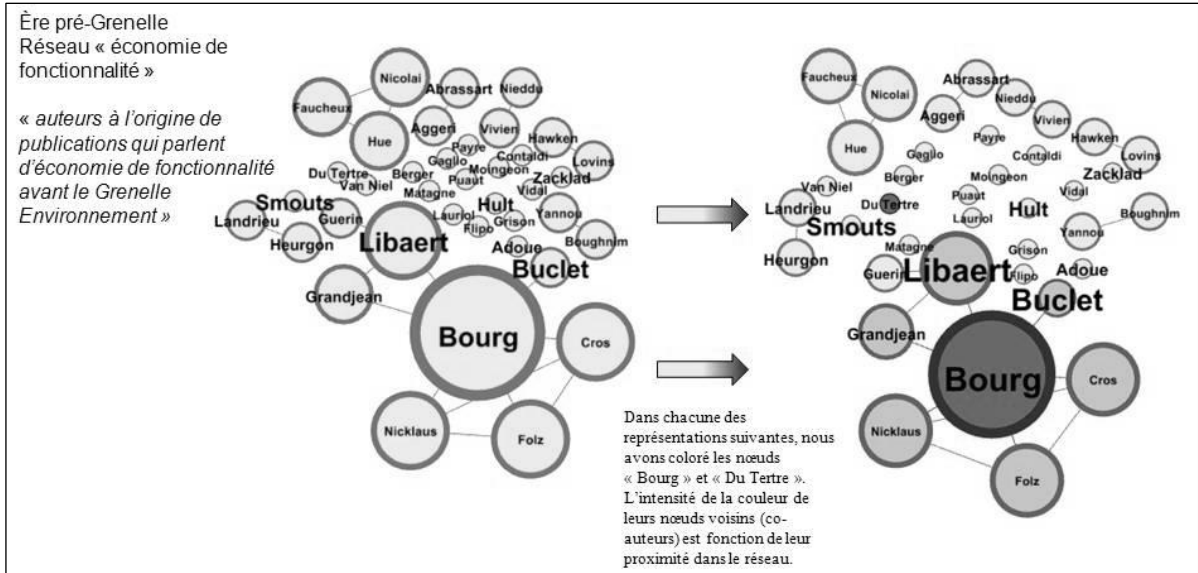 Ère pré-Grenelle
Réseau « économie de
fonctionnalité »
« auteurs à l’origine de
publications qui parlent
d’économie de fonctionnalité
avant le Grenelle
Environnement »
Nicolai
Faucheux
Abrassart
Nieddu
Hue
Aggeri
Vivien
Payre
Hawken
Gaglio
Contaldi
Lovins
Du Tertre
Berger
Moingeon
Van Niel
Puaut
Zacklad
Matagne
Vidal
Smouts
Hult
Landrieu
Guerin
Lauriol
Grison
Yannou
Flipo
Heurgon
Libaert
Adoue
Boughnim
Buclet
Grandjean
Bourg
Cros
Nicklaus
Folz
Dans chacune des
représentations suivantes, nous
avons coloré les nœuds
« Bourg » et « Du Tertre ».
L’intensité de la couleur de
leurs nœuds voisins (co-
auteurs) est fonction de leur
proximité dans le réseau.
Faucheux
Nicolai
Abrassart
Nieddu
Aggeri
Vivien
Hue
Payre
Hawken
Gaglio
Contaldi
Lovins
Berger
Moingeon
Zacklad
Van Niel
Puaut
Vidal
Landrieu
Du Tertre
Hult
Smouts
Lauriol
Yannou
Boughnim
Matagne
Grison
Heurgon
Guerin
Libaert
Flipo
Adoue
Buclet
Grandjean
Bourg
Cros
Nicklaus
Folz